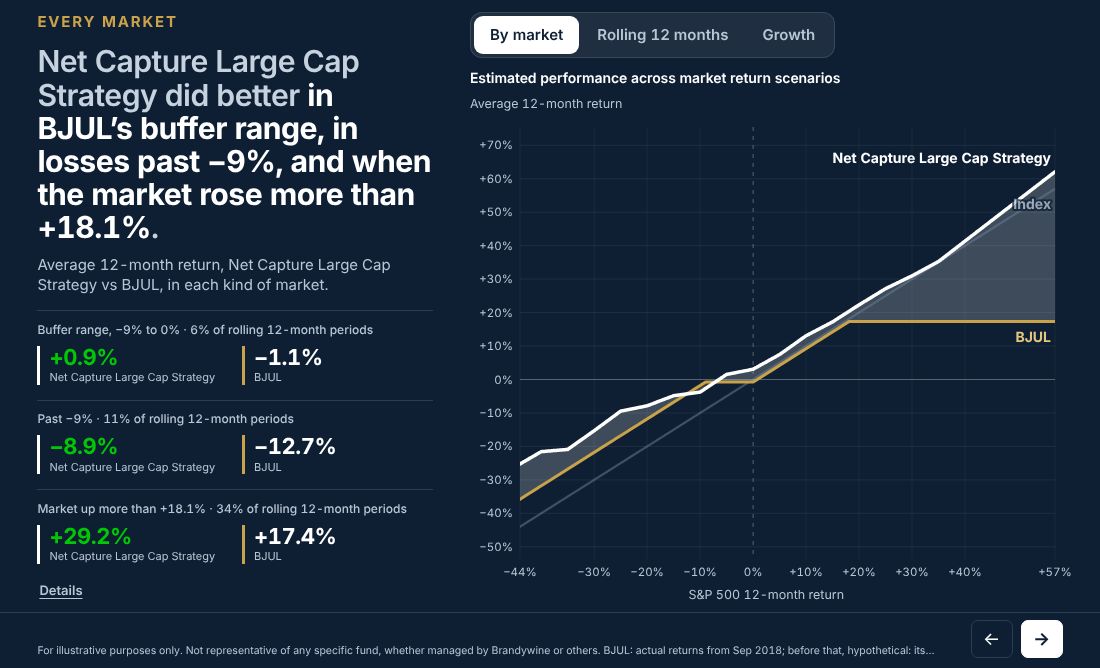 EVERY MARKET
Net Capture Large Cap
Strategy did better in
BJUL’s buffer range, in
losses past −9%, and when
the market rose more than
+18.1%.
Average 12-month return, Net Capture Large Cap
Strategy vs BJUL, in each kind of market.
Buffer range, −9% to 0% · 6% of rolling 12-month periods
+0.9%
Net Capture Large Cap Strategy
−1.1%
BJUL
Past −9% · 11% of rolling 12-month periods
−8.9%
Net Capture Large Cap Strategy
−12.7%
BJUL
Market up more than +18.1% · 34% of rolling 12-month periods
+29.2%
Net Capture Large Cap Strategy
+17.4%
BJUL
Details
By market
Rolling 12 months
Growth
Estimated performance across market return scenarios
Average 12-month return
+70%
+60%
+50%
+40%
+30%
+20%
+10%
0%
−10%
−20%
−30%
−40%
−50%
Net Capture Large Cap Strategy
Index
BJUL
−44%
−30%
−20%
−10%
0%
+10%
+20%
+30%
+40%
+57%
S&P 500 12-month return
For illustrative purposes only. Not representative of any specific fund, whether managed by Brandywine or others. BJUL: actual returns from Sep 2018; before that, hypothetical: its…